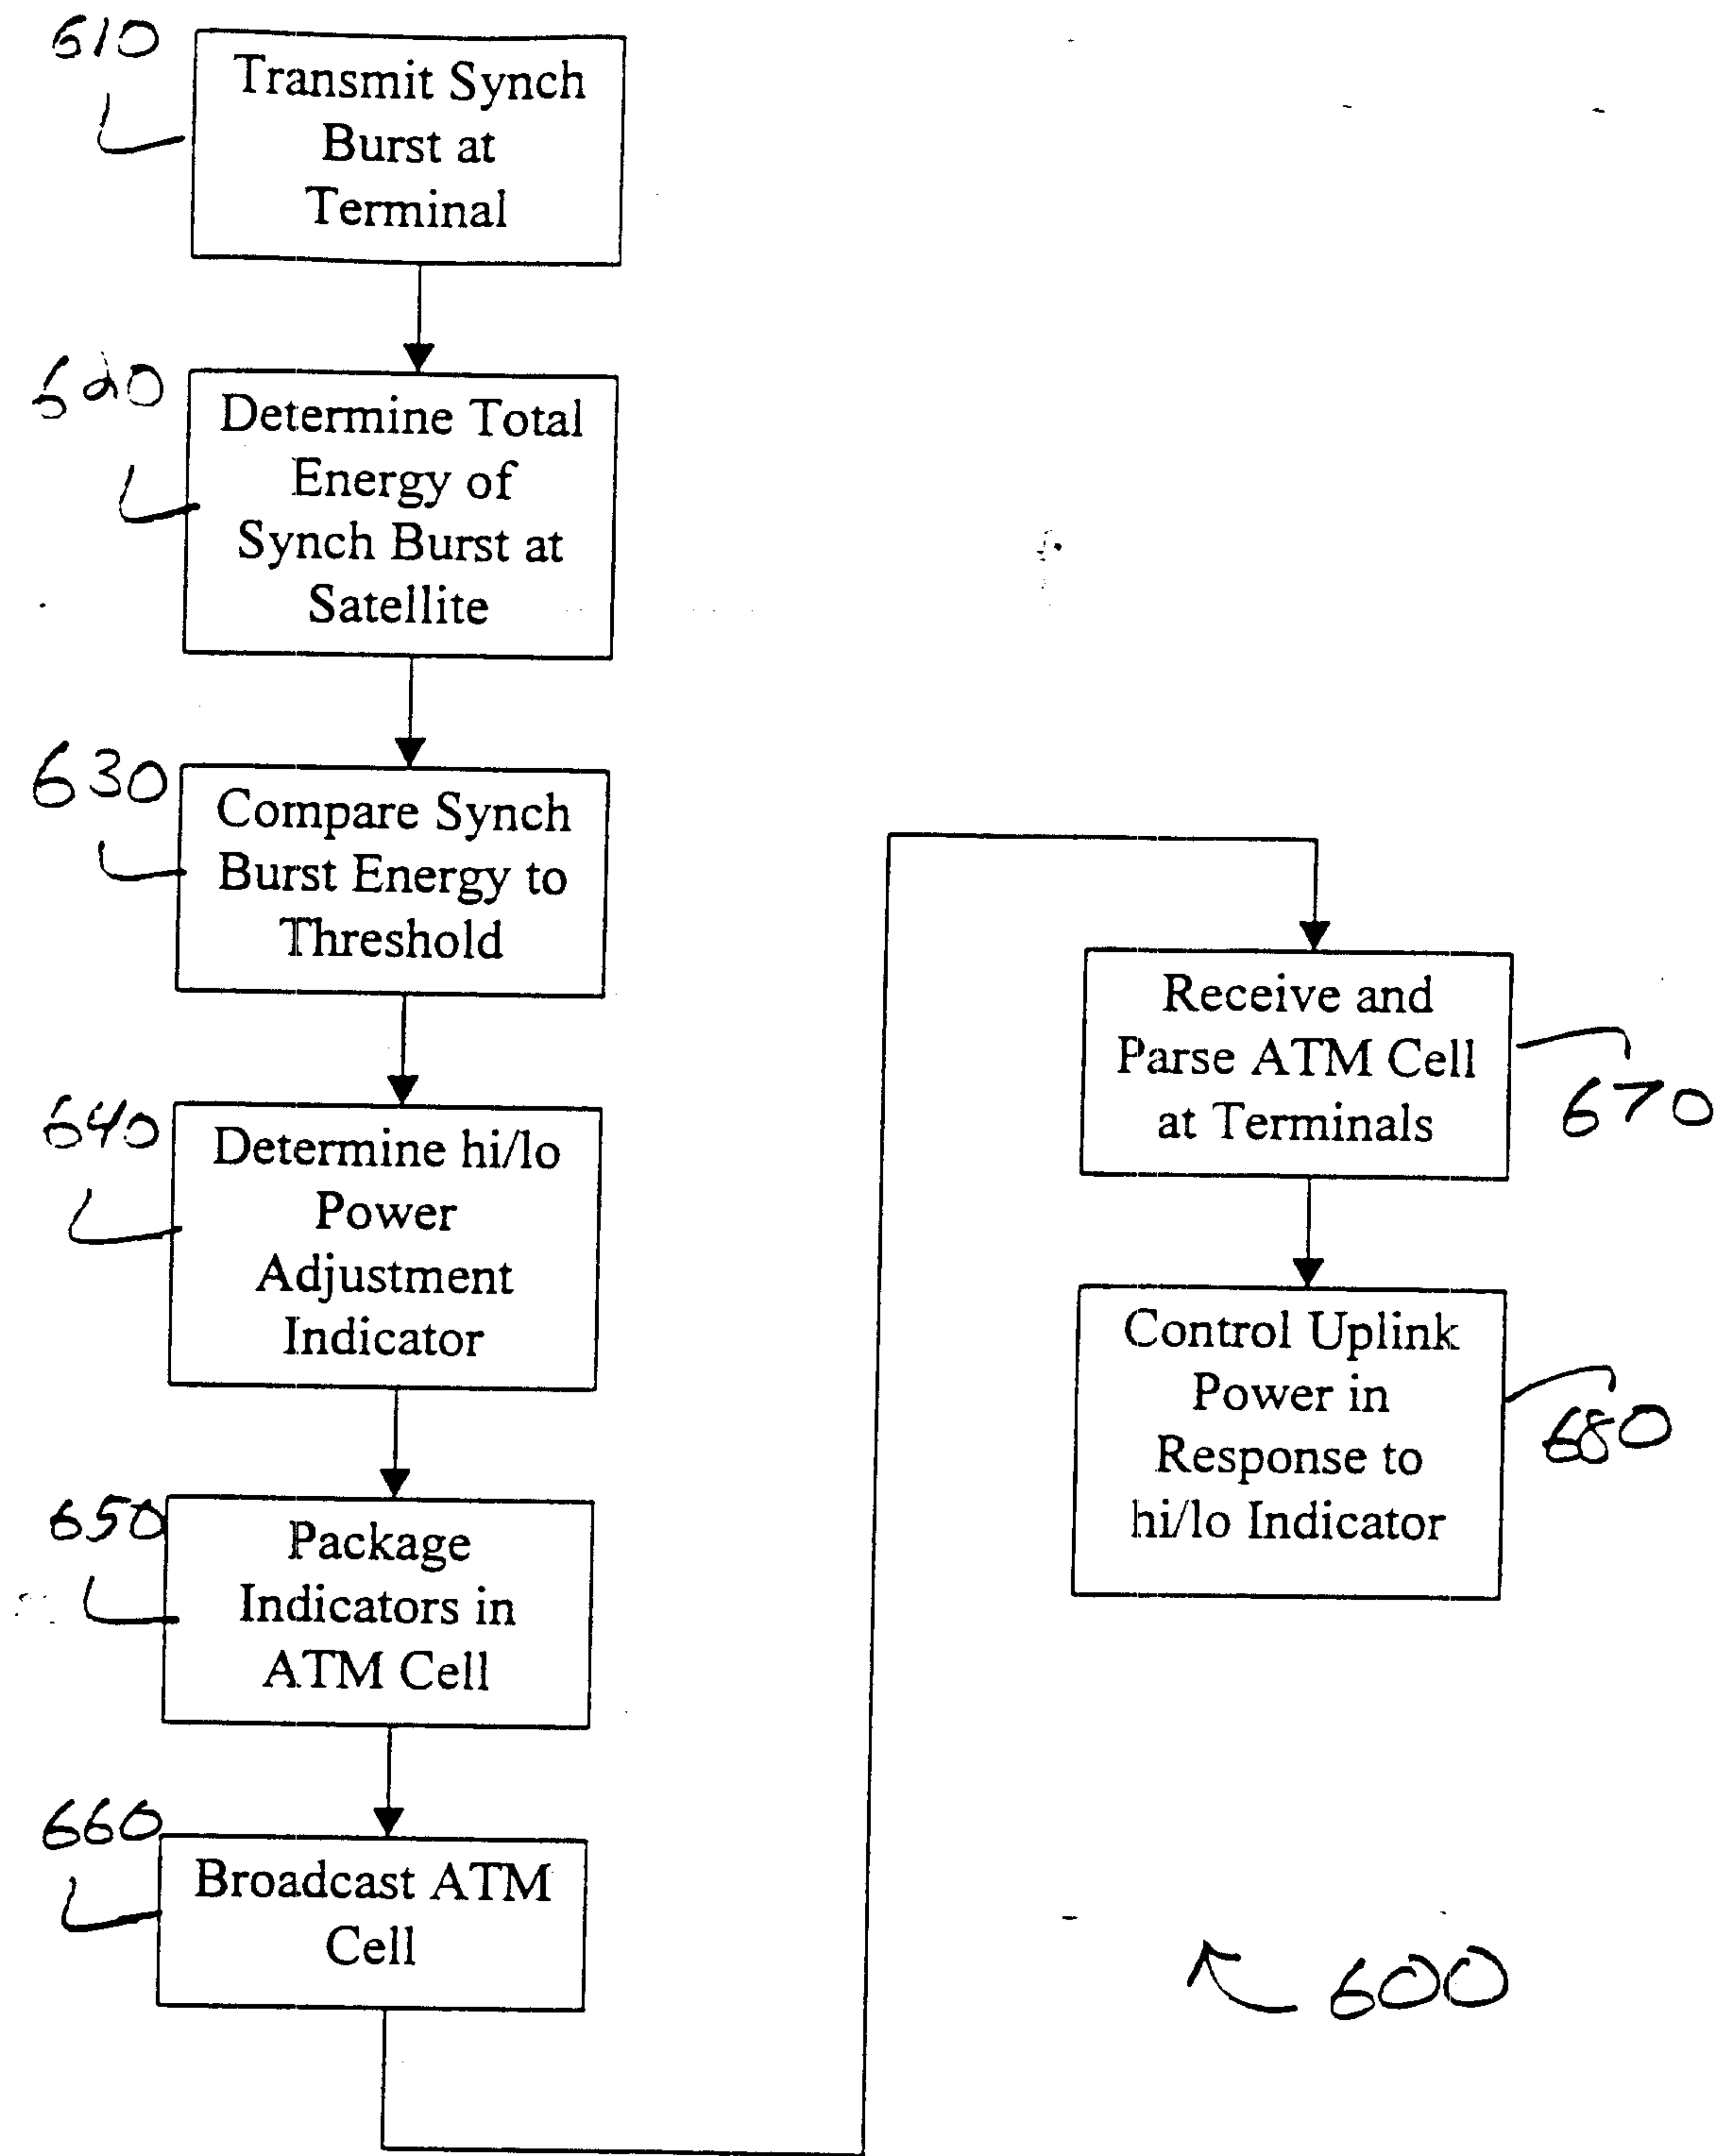 610
Transmit Synch
Burst at
Terminal
620
Determine Total
Energy of
Synch Burst at
Satellite
630
Compare Synch
Burst Energy to
Threshold
640
Determine hi/lo
Power
Adjustment
Indicator
650
Package
Indicators in
ATM Cell
660
Broadcast ATM
Cell
Receive and
Parse ATM Cell
at Terminals
670
Control Uplink
Power in
Response to
hi/lo Indicator
680
600